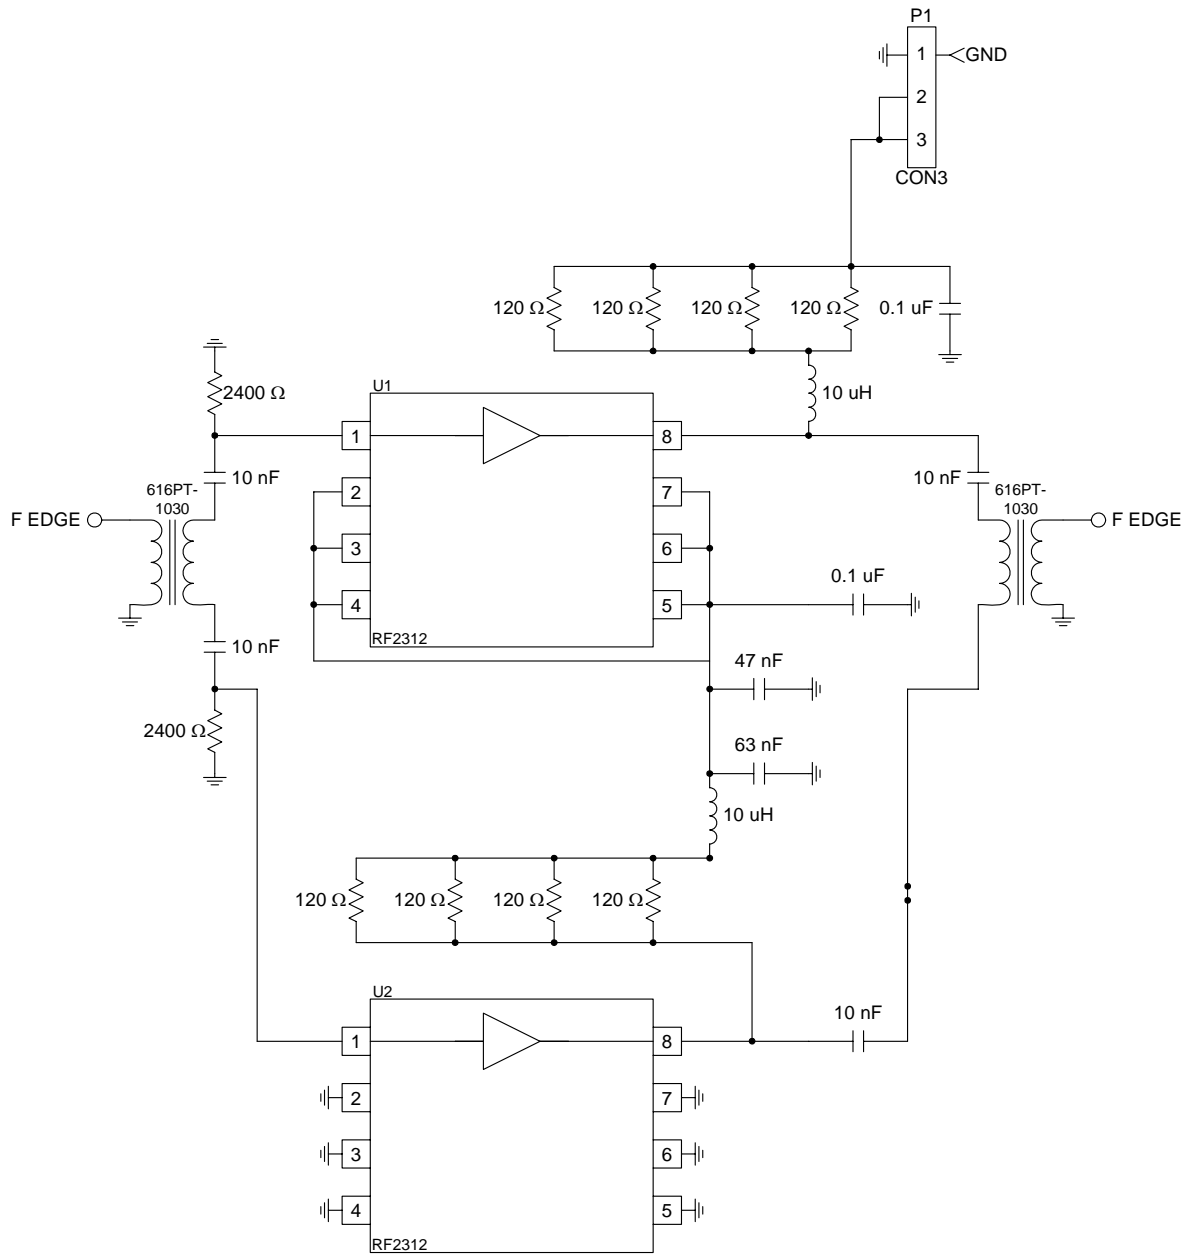 P1
1
GND
2
3
CON3
120 Ω
120 Ω
120 Ω
120 Ω
0.1 uF
2400 Ω
U1
10 uH
1
8
10 nF
10 nF
616PT-
1030
2
7
616PT-
1030
F EDGE
F EDGE
3
6
0.1 uF
4
5
10 nF
RF2312
47 nF
2400 Ω
63 nF
10 uH
120 Ω
120 Ω
120 Ω
120 Ω
U2
10 nF
1
8
2
7
3
6
4
5
RF2312